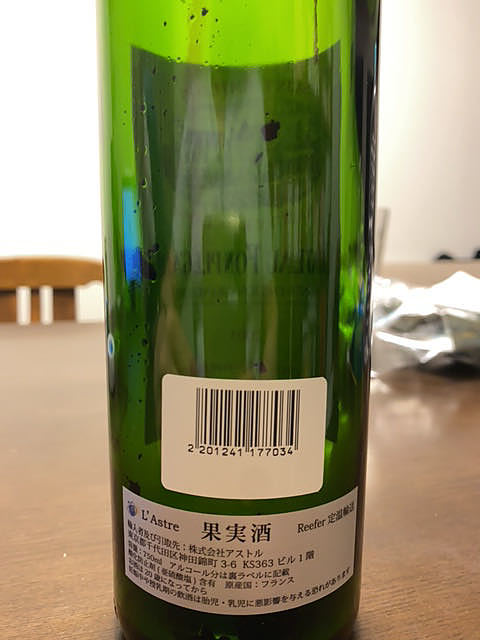 2 201241 177034
L'Astre 果実酒 Reefer 定温輸送
輸入者及び引取先:株式会社アストル
東京都千代田区神田錦町 3-6 KS363 ビル1階
容量:750ml アルコール分は裏ラベルに記載
酸化防止剤(亜硫酸塩)含有 原産国:フランス
飲酒は20歳になってから
妊娠中や授乳期の飲酒は胎児・乳児に悪影響を与える恐れがあります